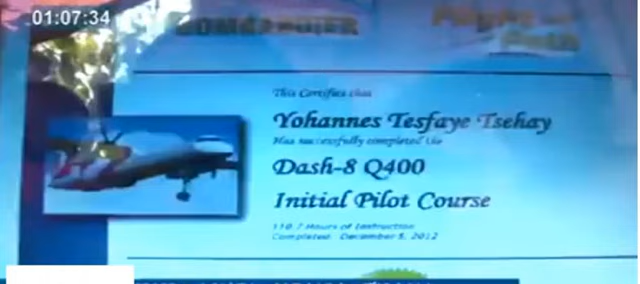 01:07:34
BOMBARDIER
This Certifies that
Yohannes Tesfaye Tsehay
Has successfully completed the
Dash-8 Q400
Initial Pilot Course
110.7 Hours of Instruction
Completed: December 5, 2012